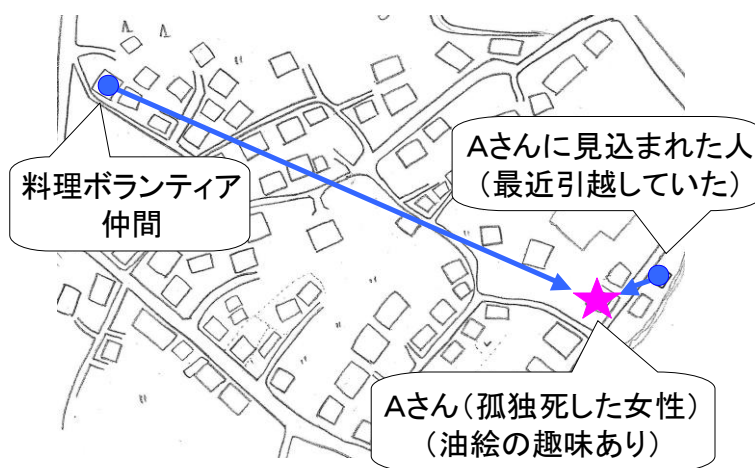 料理ボランティア
仲間
Aさんに見込まれた人
（最近引越していた）
Aさん（孤独死した女性）
（油絵の趣味あり）